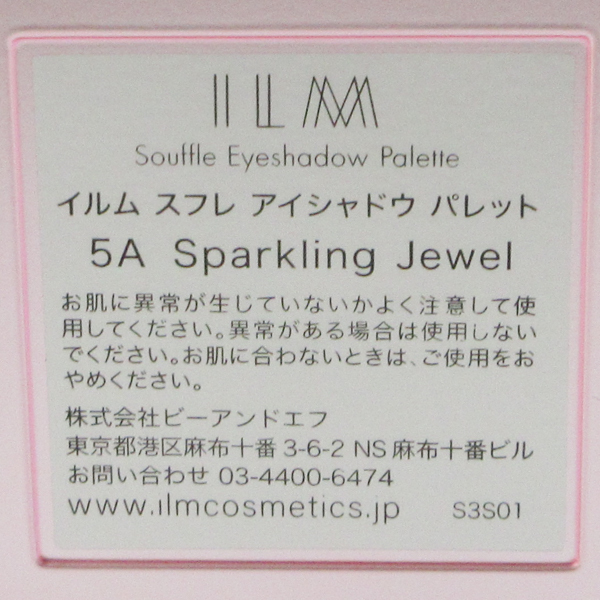 ILM
Souffle Eyeshadow Palette
イルム スフレ アイシャドウ パレット
5A Sparkling Jewel
お肌に異常が生じていないかよく注意して使
用してください。異常がある場合は使用しない
でください。お肌に合わないときは、ご使用をお
やめください。
株式会社ビーアンドエフ
東京都港区麻布十番 3-6-2 NS 麻布十番ビル
お問い合わせ 03-4400-6474
www.ilmcosmetics.jp S3S01